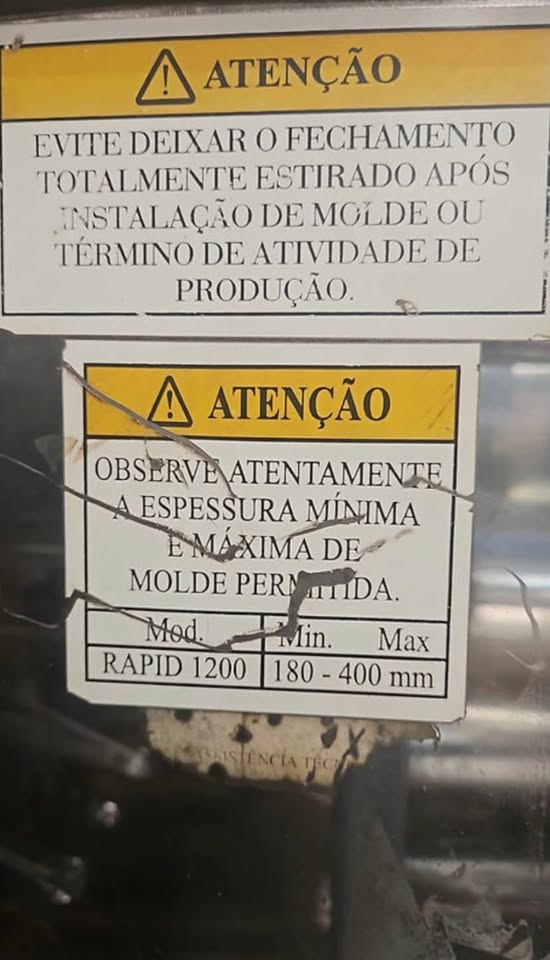 ATENÇÃO
EVITE DEIXAR O FECHAMENTO
TOTALMENTE ESTIRADO APÓS
INSTALAÇÃO DE MOLDE OU
TÉRMINO DE ATIVIDADE DE
PRODUÇÃO.
ATENÇÃO
OBSERVE ATENTAMENTE
A ESPESSURA MÍNIMA
E MÁXIMA DE
MOLDE PERMITIDA.
Mod. Min. Max
RAPID 1200 180 - 400 mm
ASSISTÊNCIA